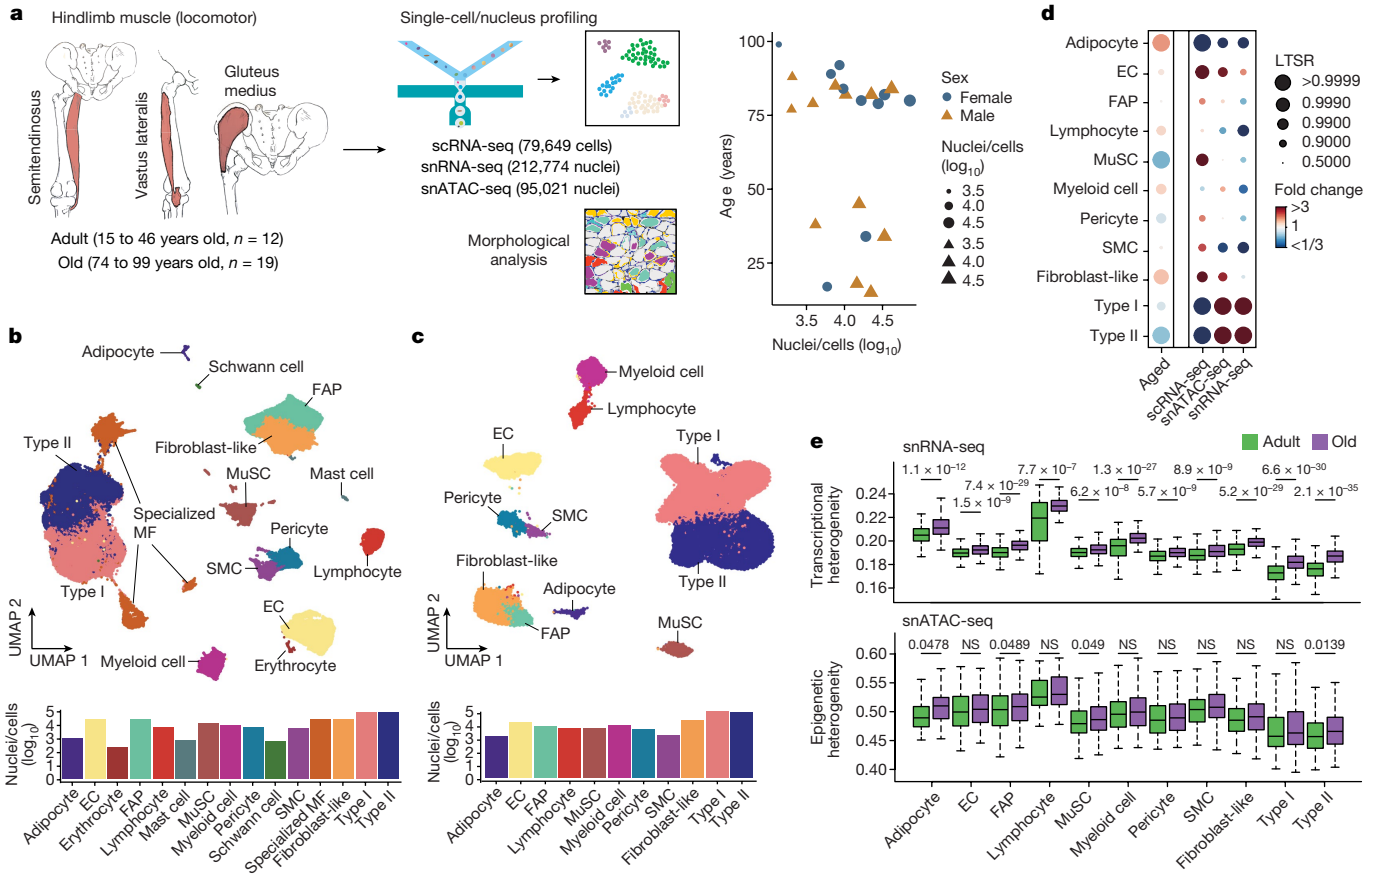 a
Hindlimb muscle (locomotor)
Semitendinosus
Vastus lateralis
Gluteus
medius
Adult (15 to 46 years old, n = 12)
Old (74 to 99 years old, n = 19)
Single-cell/nucleus profiling
scRNA-seq (79,649 cells)
snRNA-seq (212,774 nuclei)
snATAC-seq (95,021 nuclei)
Morphological
analysis
Age (years)
100
75
50
25
3.5 4.0 4.5
Nuclei/cells (log10)
Sex
Female
Male
Nuclei/cells
(log10)
3.5
4.0
4.5
3.5
4.0
4.5
d
Adipocyte
EC
FAP
Lymphocyte
MuSC
Myeloid cell
Pericyte
SMC
Fibroblast-like
Type I
Type II
Aged
scRNA-seq
snATAC-seq
snRNA-seq
LTSR
>0.9999
0.9990
0.9900
0.9000
0.5000
Fold change
>3
1
<1/3
b
Adipocyte
Schwann cell
FAP
Type II
Fibroblast-like
MuSC
Mast cell
Specialized
MF
Pericyte
SMC
Lymphocyte
Type I
EC
Erythrocyte
Myeloid cell
UMAP 2
UMAP 1
Nuclei/cells
(log10)
5
4
3
2
1
0
Adipocyte
EC
Erythrocyte
FAP
Lymphocyte
Mast cell
MuSC
Myeloid cell
Pericyte
Schwann cell
SMC
Specialized MF
Fibroblast-like
Type I
Type II
c
Myeloid cell
Lymphocyte
EC
Type I
Pericyte
SMC
Fibroblast-like
Type II
Adipocyte
FAP
MuSC
UMAP 2
UMAP 1
Nuclei/cells
(log10)
5
4
3
2
1
0
Adipocyte
EC
FAP
Lymphocyte
MuSC
Myeloid cell
Pericyte
SMC
Fibroblast-like
Type I
Type II
e
snRNA-seq
Adult
Old
Transcriptional
heterogeneity
0.24
0.22
0.20
0.18
0.16
1.1 × 10−12
1.5 × 10−9
7.4 × 10−29
7.7 × 10−7
6.2 × 10−8
1.3 × 10−27
5.7 × 10−9
8.9 × 10−9
5.2 × 10−29
6.6 × 10−30
2.1 × 10−35
snATAC-seq
Epigenetic
heterogeneity
0.60
0.55
0.50
0.45
0.40
0.0478 NS 0.0489 NS 0.049 NS NS NS NS NS 0.0139
Adipocyte
EC
FAP
Lymphocyte
MuSC
Myeloid cell
Pericyte
SMC
Fibroblast-like
Type I
Type II